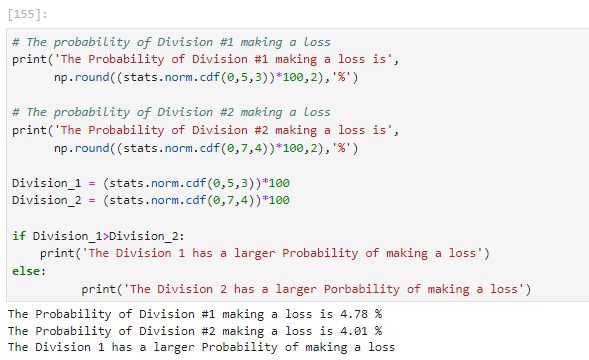 [155]:
# The probability of Division #1 making a loss
print('The Probability of Division #1 making a loss is',
      np.round((stats.norm.cdf(0,5,3))*100,2),'%')

# The probability of Division #2 making a loss
print('The Probability of Division #2 making a loss is',
      np.round((stats.norm.cdf(0,7,4))*100,2),'%')

Division_1 = (stats.norm.cdf(0,5,3))*100
Division_2 = (stats.norm.cdf(0,7,4))*100

if Division_1>Division_2:
    print('The Division 1 has a larger Probability of making a loss')
else:
          print('The Division 2 has a larger Porbability of making a loss')
The Probability of Division #1 making a loss is 4.78 %
The Probability of Division #2 making a loss is 4.01 %
The Division 1 has a larger Probability of making a loss